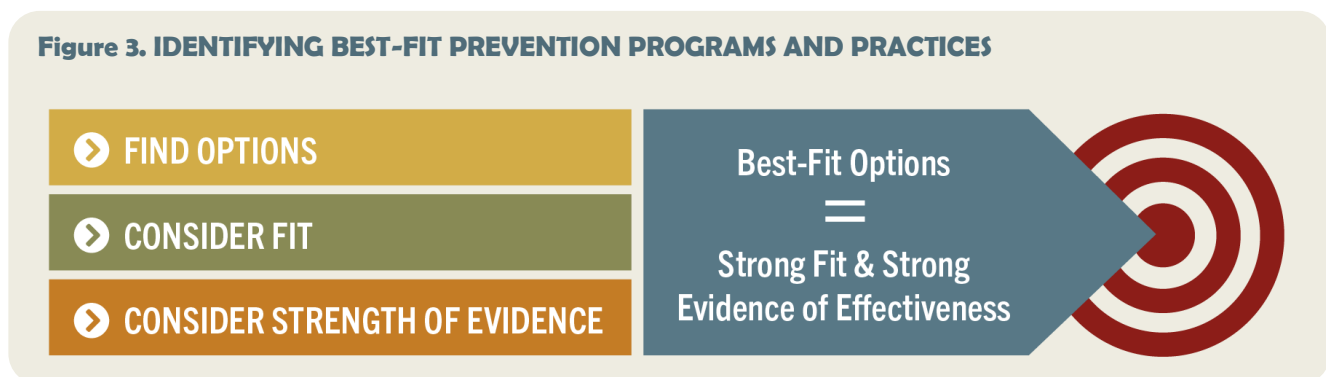 Figure 3. IDENTIFYING BEST-FIT PREVENTION PROGRAMS AND PRACTICES
FIND OPTIONS
CONSIDER FIT
CONSIDER STRENGTH OF EVIDENCE
Best-Fit Options
=
Strong Fit & Strong
Evidence of Effectiveness